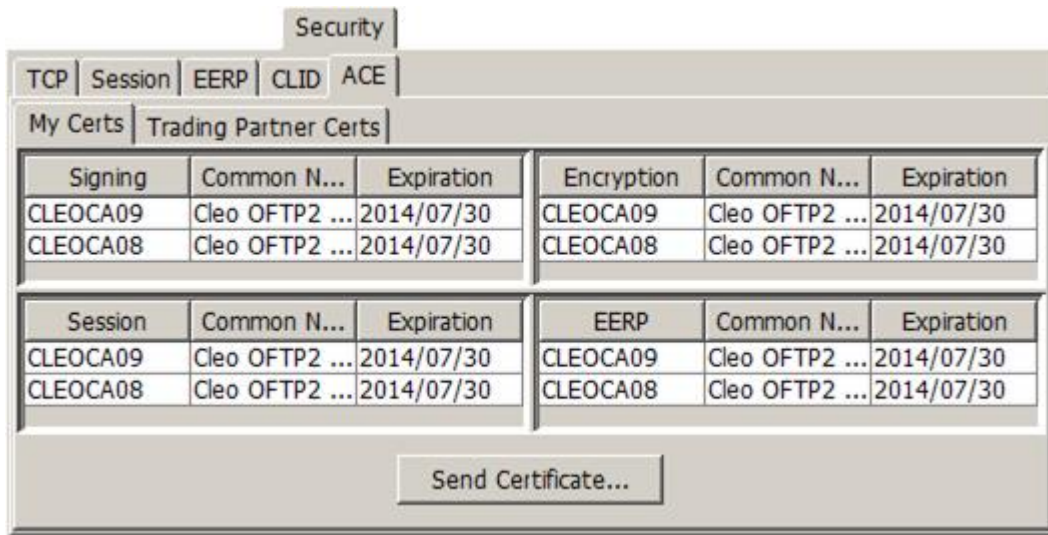 Security
TCP Session EERP CLID ACE
My Certs Trading Partner Certs
Signing Common N... Expiration Encryption Common N... Expiration
CLEOCA09 Cleo OFTP2 ... 2014/07/30 CLEOCA09 Cleo OFTP2 ... 2014/07/30
CLEOCA08 Cleo OFTP2 ... 2014/07/30 CLEOCA08 Cleo OFTP2 ... 2014/07/30
Session Common N... Expiration EERP Common N... Expiration
CLEOCA09 Cleo OFTP2 ... 2014/07/30 CLEOCA09 Cleo OFTP2 ... 2014/07/30
CLEOCA08 Cleo OFTP2 ... 2014/07/30 CLEOCA08 Cleo OFTP2 ... 2014/07/30
Send Certificate...